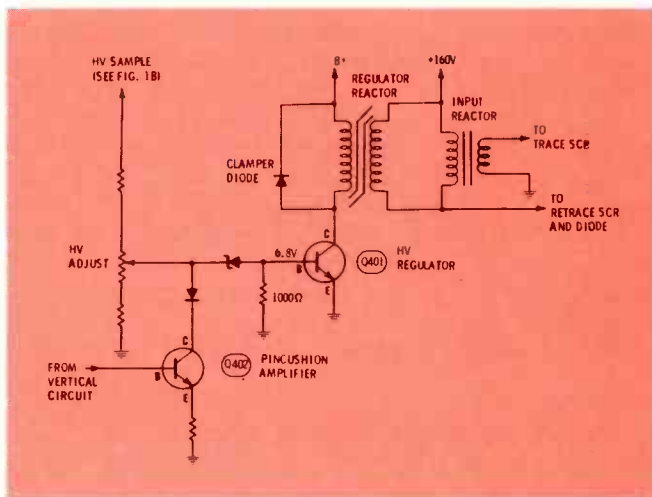 HV SAMPLE
(SEE FIG. 1B)
B+
REGULATOR
REACTOR
+160V
INPUT
REACTOR
TO
TRACE SCR
CLAMPER
DIODE
TO
RETRACE SCR
AND DIODE
HV
ADJUST
6.8V
C
B
E
Q401
HV
REGULATOR
1000Ω
FROM
VERTICAL
CIRCUIT
C
B
E
Q402
PINCUSHION
AMPLIFIER